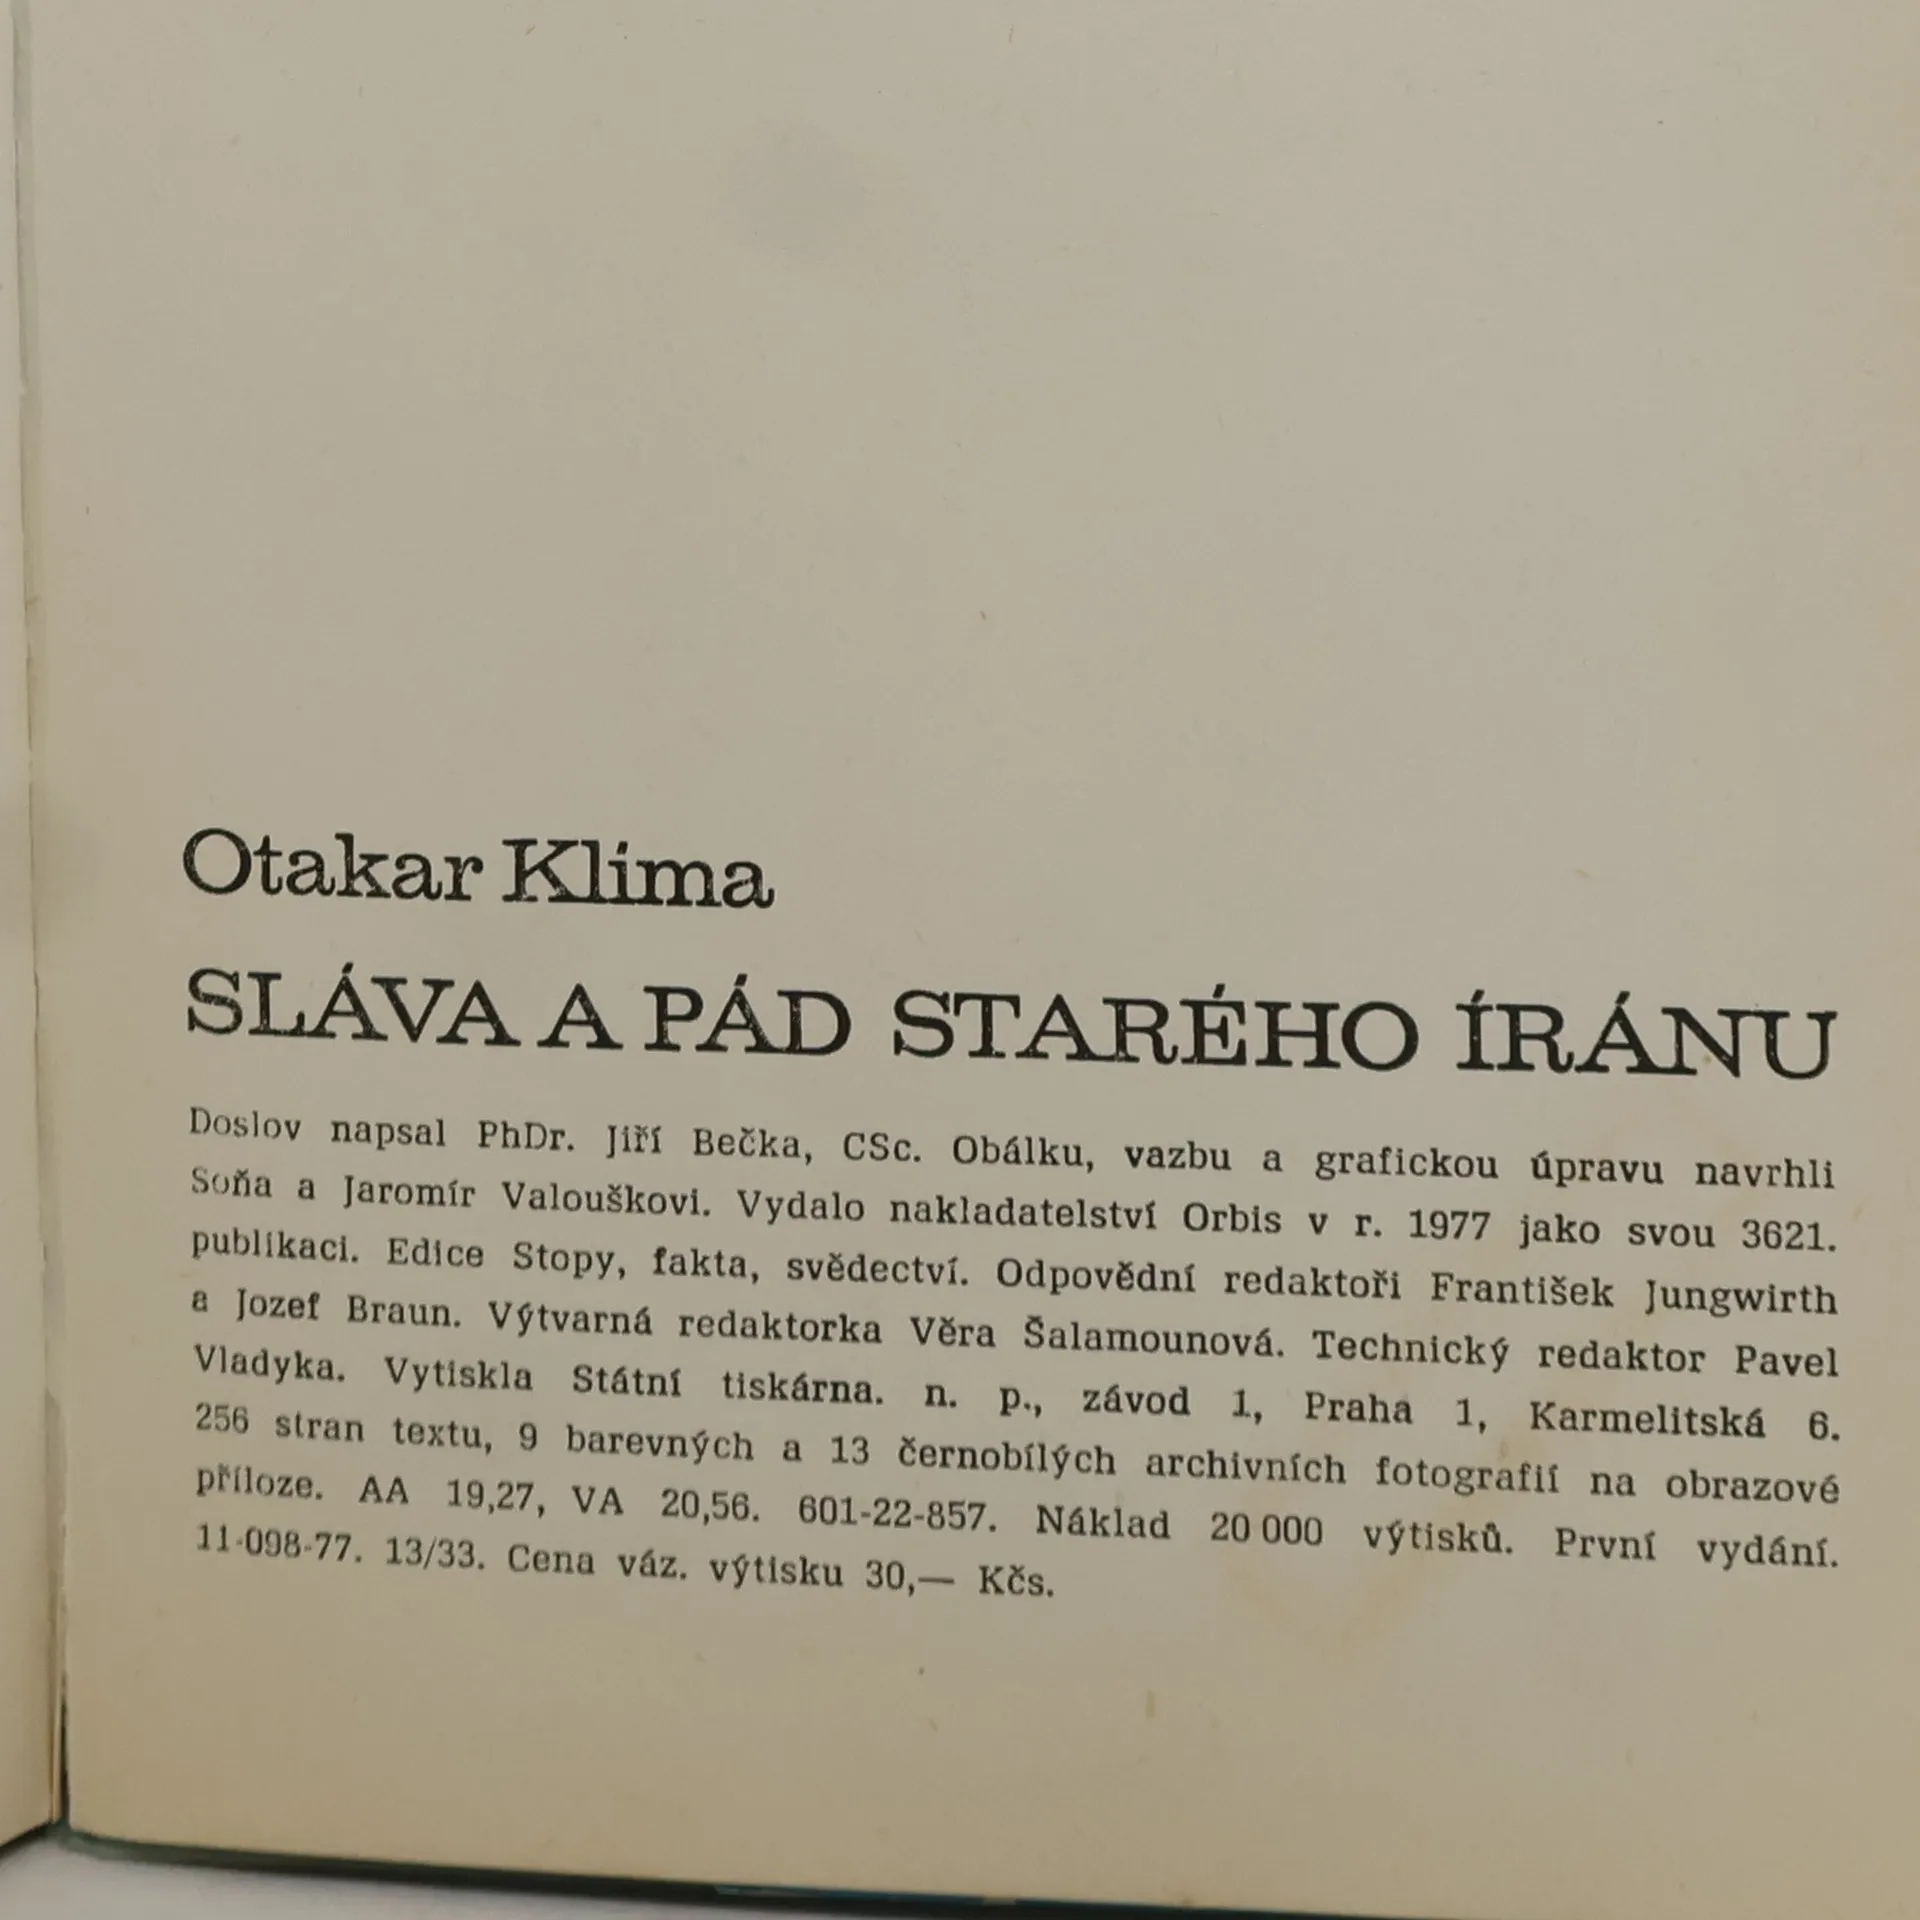 Otakar Klíma
SLÁVA A PÁD STARÉHO ÍRÁNU
Doslov napsal PhDr. Jiří Bečka, CSc. Obálku, vazbu a grafickou úpravu navrhli
Soňa a Jaromír Valouškovi. Vydalo nakladatelství Orbis v r. 1977 jako svou 3621.
publikaci. Edice Stopy, fakta, svědectví. Odpovědní redaktoři František Jungwirth
a Jozef Braun. Výtvarná redaktorka Věra Šalamounová. Technický redaktor Pavel
Vladyka. Vytiskla Státní tiskárna. n. p., závod 1, Praha 1, Karmelitská 6.
256 stran textu, 9 barevných a 13 černobílých archivních fotografií na obrazové
příloze. AA 19,27, VA 20,56. 601-22-857. Náklad 20 000 výtisků. První vydání.
11-098-77. 13/33. Cena váz. výtisku 30,— Kčs.